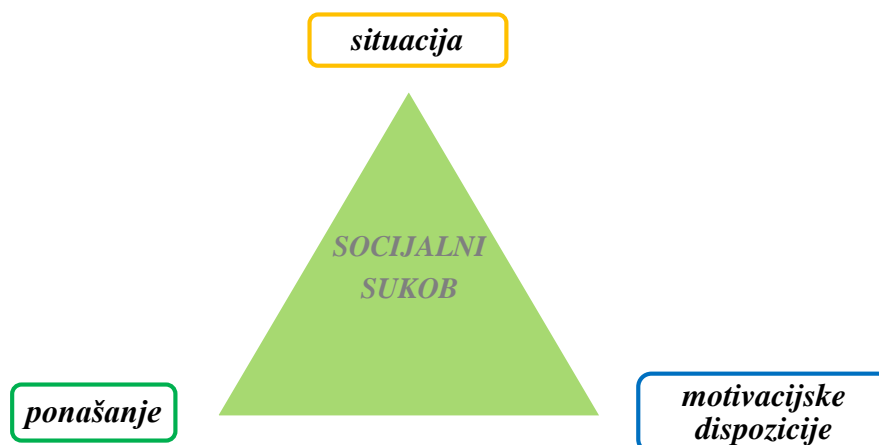 situacija
SOCIJALNI
SUKOB
ponašanje
motivacijske
dispozicije